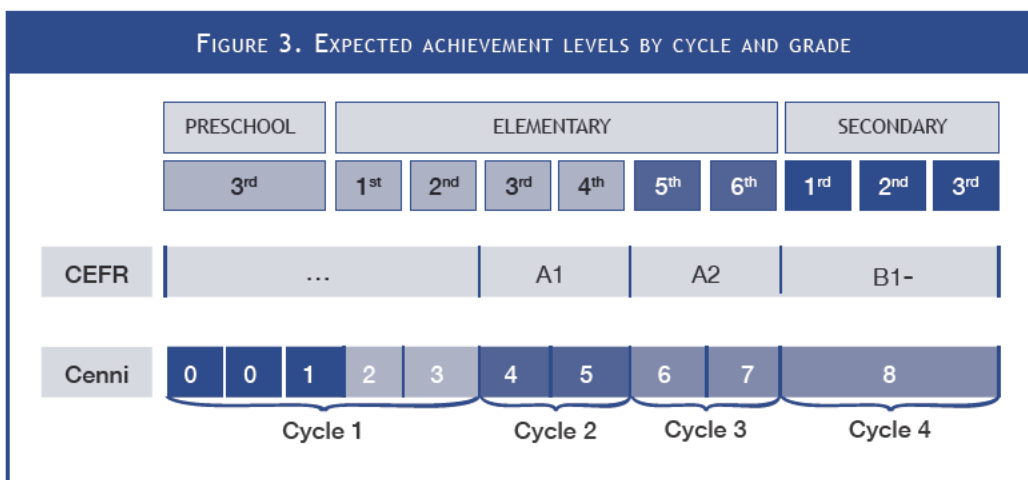 FIGURE 3. EXPECTED ACHIEVEMENT LEVELS BY CYCLE AND GRADE
PRESCHOOL ELEMENTARY SECONDARY
3rd 1st 2nd 3rd 4th 5th 6th 1rd 2nd 3rd
CEFR ... A1 A2 B1-
Cenni 0 0 1 2 3 4 5 6 7 8
Cycle 1 Cycle 2 Cycle 3 Cycle 4